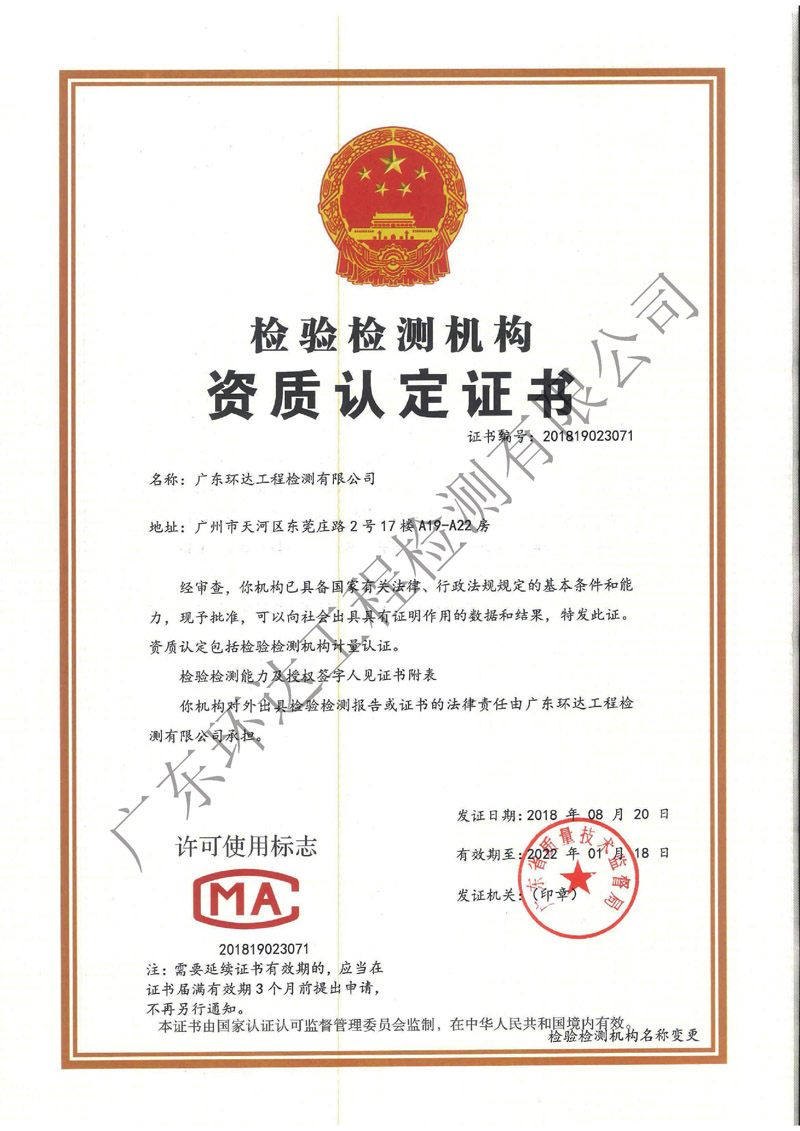 检验检测机构
资质认定证书
证书编号：201819023071
名称：广东环达工程检测有限公司
地址：广州市天河区东莞庄路2号17楼A19-A22房
经审查，你机构已具备国家有关法律、行政法规规定的基本条件和能
力，现予批准，可以向社会出具具有证明作用的数据和结果，特发此证。
资质认定包括检验检测机构计量认证。
检验检测能力及授权签字人见证书附表
你机构对外出具检验检测报告或证书的法律责任由广东环达工程检
测有限公司承担。
发证日期：2018 年 08 月 20 日
有效期至：2022 年 01 月 18 日
发证机关：（印章）
广东省质量技术监督局
许可使用标志
MA
201819023071
注：需要延续证书有效期的，应当在
证书届满有效期3个月前提出申请，
不再另行通知。
本证书由国家认证认可监督管理委员会监制，在中华人民共和国境内有效。
检验检测机构名称变更
广东环达工程检测有限公司